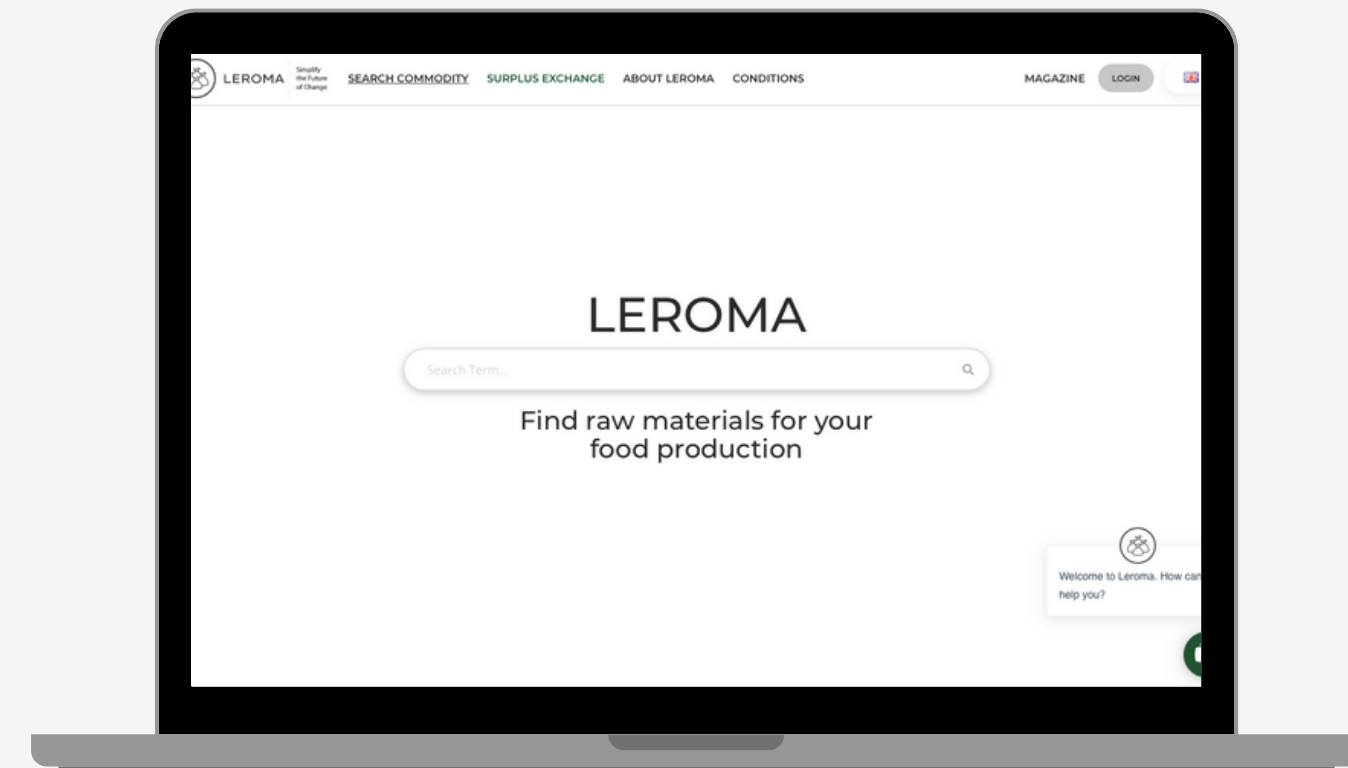 LEROMA
Simplify
the Future
of Change
SEARCH COMMODITY
SURPLUS EXCHANGE
ABOUT LEROMA
CONDITIONS
MAGAZINE
LOGIN
LEROMA
Search Term...
Find raw materials for your
food production
Welcome to Leroma. How can
help you?